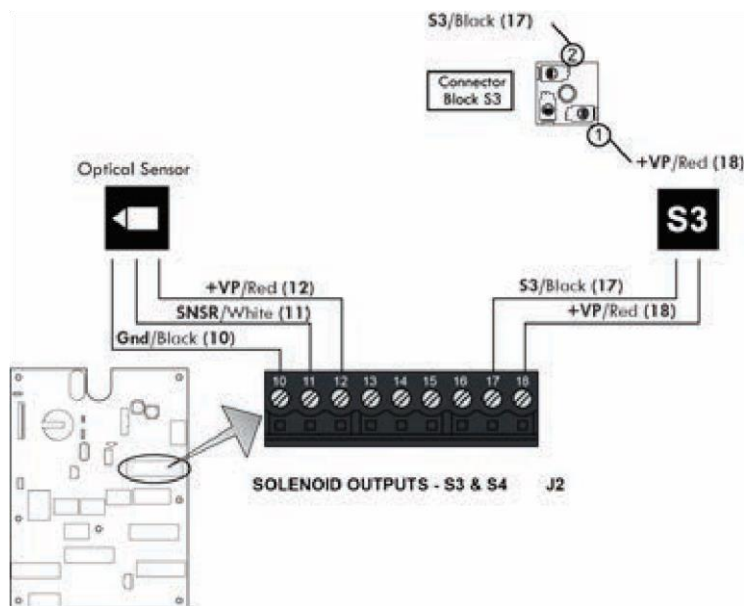 S3/Black (17)
2
Connector
Block S3
1
+VP/Red (18)
Optical Sensor
S3
+VP/Red (12)
SNSR/White (11)
Gnd/Black (10)
S3/Black (17)
+VP/Red (18)
10 11 12 13 14 15 16 17 18
SOLENOID OUTPUTS - S3 & S4 J2